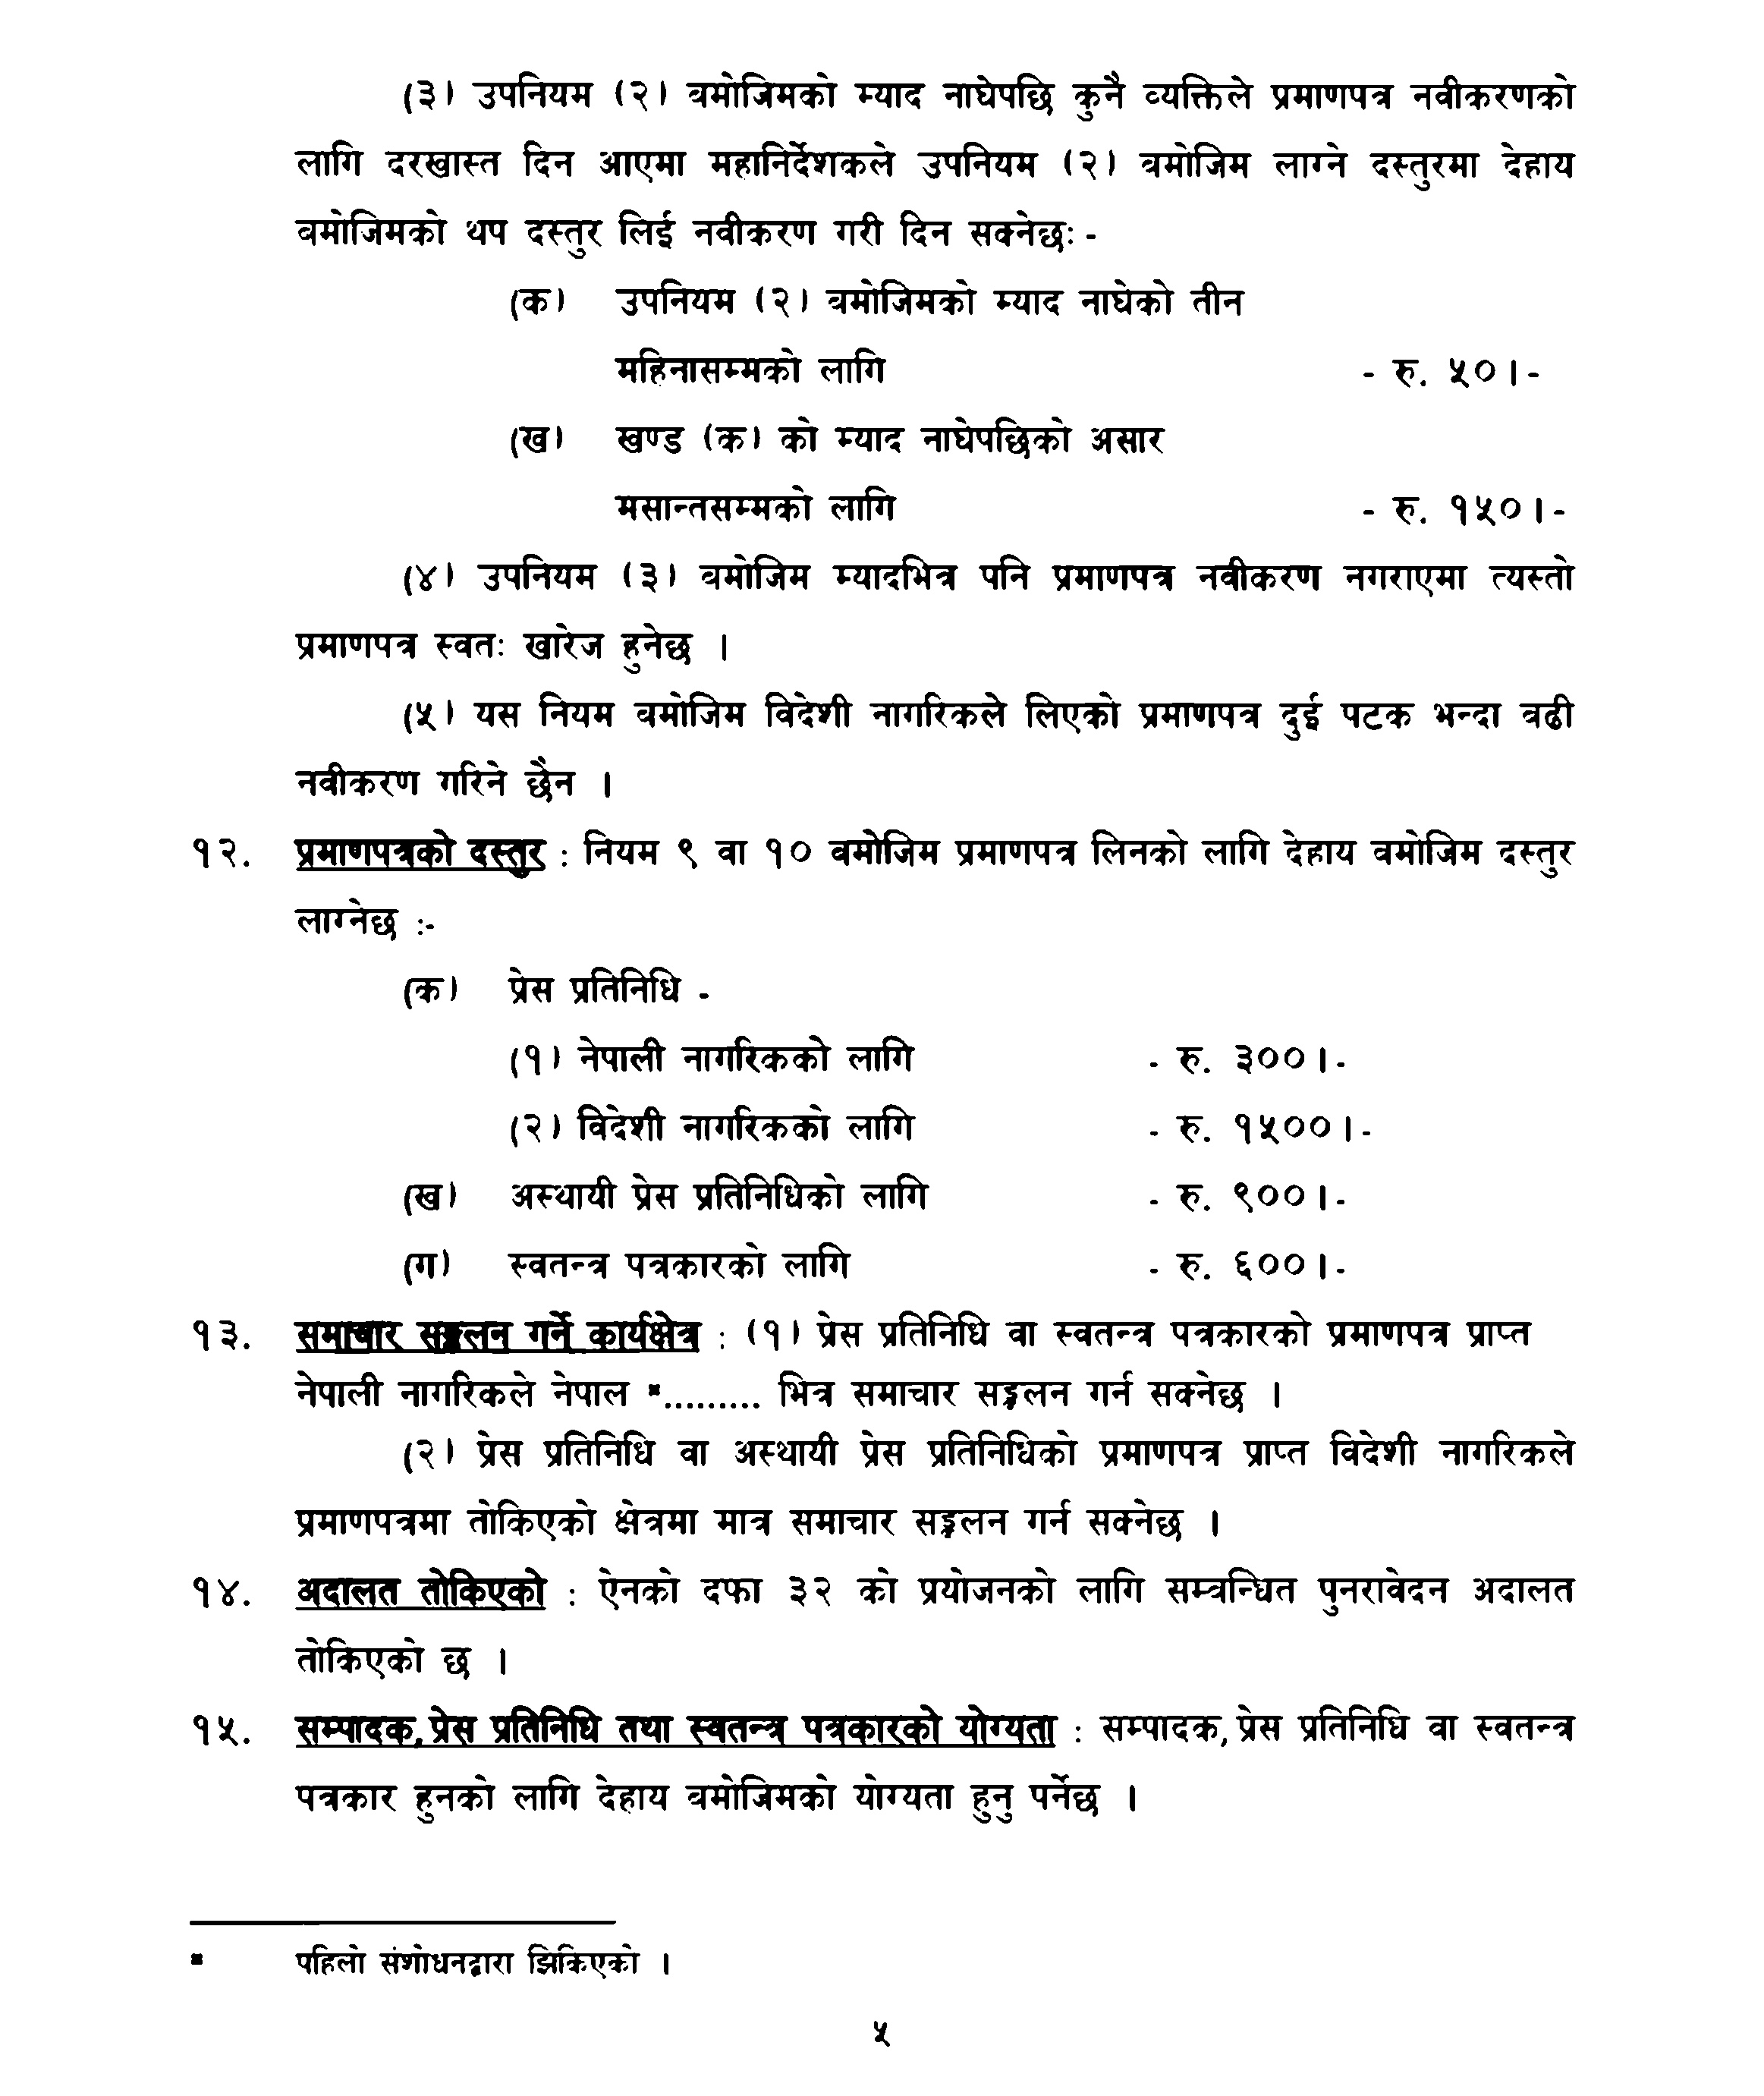 (३) उपनियम (२) बमोजिमको म्याद नाघेपछि कुनै व्यक्तिले प्रमाणपत्र नवीकरणको
लागि दरखास्त दिन आएमा महानिर्देशकले उपनियम (२) बमोजिम लाग्ने दस्तुरमा देहाय
बमोजिमको थप दस्तुर लिई नवीकरण गरी दिन सक्नेछः-
(क) उपनियम (२) बमोजिमको म्याद नाघेको तीन
महिनासम्मको लागि - रु. ५०।-
(ख) खण्ड (क) को म्याद नाघेपछिको असार
मसान्तसम्मको लागि - रु. १५०।-
(४) उपनियम (३) बमोजिम म्यादभित्र पनि प्रमाणपत्र नवीकरण नगराएमा त्यस्तो
प्रमाणपत्र स्वतः खारेज हुनेछ ।
(५) यस नियम बमोजिम विदेशी नागरिकले लिएको प्रमाणपत्र दुई पटक भन्दा बढी
नवीकरण गरिने छैन ।
१२. प्रमाणपत्रको दस्तुर : नियम ९ वा १० बमोजिम प्रमाणपत्र लिनको लागि देहाय बमोजिम दस्तुर
लाग्नेछ :-
(क) प्रेस प्रतिनिधि -
(१) नेपाली नागरिकको लागि - रु. ३००।-
(२) विदेशी नागरिकको लागि - रु. १५००।-
(ख) अस्थायी प्रेस प्रतिनिधिको लागि - रु. ९००।-
(ग) स्वतन्त्र पत्रकारको लागि - रु. ६००।-
१३. समाचार सङ्कलन गर्ने कार्यक्षेत्र : (१) प्रेस प्रतिनिधि वा स्वतन्त्र पत्रकारको प्रमाणपत्र प्राप्त
नेपाली नागरिकले नेपाल ¤......... भित्र समाचार सङ्कलन गर्न सक्नेछ ।
(२) प्रेस प्रतिनिधि वा अस्थायी प्रेस प्रतिनिधिको प्रमाणपत्र प्राप्त विदेशी नागरिकले
प्रमाणपत्रमा तोकिएको क्षेत्रमा मात्र समाचार सङ्कलन गर्न सक्नेछ ।
१४. अदालत तोकिएको : ऐनको दफा ३२ को प्रयोजनको लागि सम्बन्धित पुनरावेदन अदालत
तोकिएको छ ।
१५. सम्पादक, प्रेस प्रतिनिधि तथा स्वतन्त्र पत्रकारको योग्यता : सम्पादक, प्रेस प्रतिनिधि वा स्वतन्त्र
पत्रकार हुनको लागि देहाय बमोजिमको योग्यता हुनु पर्नेछ ।
¤ पहिलो संशोधनद्वारा झिकिएको ।
५